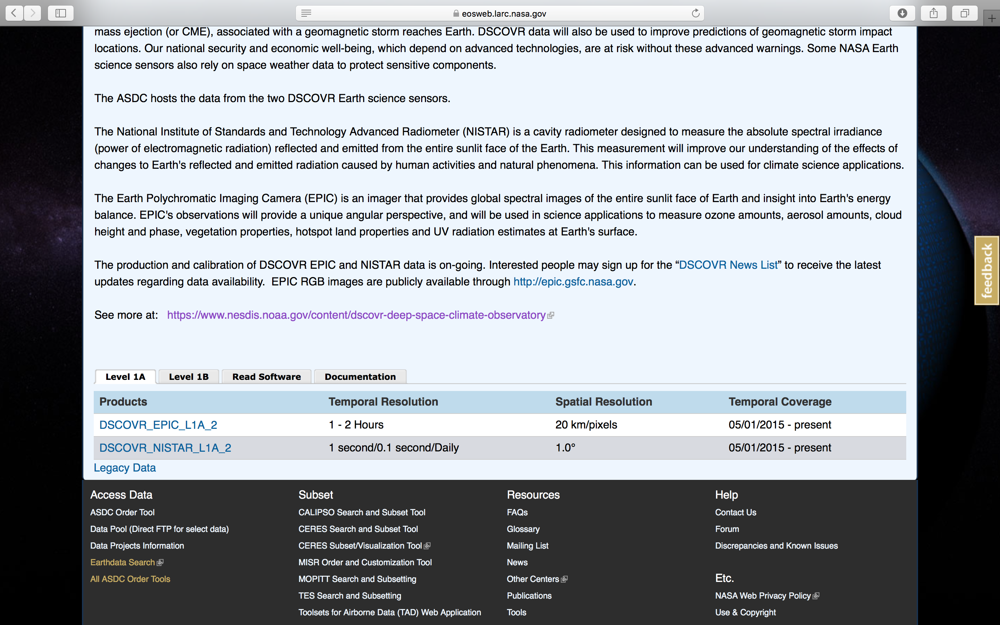 eosweb.larc.nasa.gov
mass ejection (or CME), associated with a geomagnetic storm reaches Earth. DSCOVR data will also be used to improve predictions of geomagnetic storm impact
locations. Our national security and economic well-being, which depend on advanced technologies, are at risk without these advanced warnings. Some NASA Earth
science sensors also rely on space weather data to protect sensitive components.
The ASDC hosts the data from the two DSCOVR Earth science sensors.
The National Institute of Standards and Technology Advanced Radiometer (NISTAR) is a cavity radiometer designed to measure the absolute spectral irradiance
(power of electromagnetic radiation) reflected and emitted from the entire sunlit face of the Earth. This measurement will improve our understanding of the effects of
changes to Earth's reflected and emitted radiation caused by human activities and natural phenomena. This information can be used for climate science applications.
The Earth Polychromatic Imaging Camera (EPIC) is an imager that provides global spectral images of the entire sunlit face of Earth and insight into Earth's energy
balance. EPIC's observations will provide a unique angular perspective, and will be used in science applications to measure ozone amounts, aerosol amounts, cloud
height and phase, vegetation properties, hotspot land properties and UV radiation estimates at Earth's surface.
The production and calibration of DSCOVR EPIC and NISTAR data is on-going. Interested people may sign up for the “DSCOVR News List” to receive the latest
updates regarding data availability.  EPIC RGB images are publicly available through http://epic.gsfc.nasa.gov.
See more at: https://www.nesdis.noaa.gov/content/dscovr-deep-space-climate-observatory
feedback
Level 1A Level 1B Read Software Documentation
Products Temporal Resolution Spatial Resolution Temporal Coverage
DSCOVR_EPIC_L1A_2 1 - 2 Hours 20 km/pixels 05/01/2015 - present
DSCOVR_NISTAR_L1A_2 1 second/0.1 second/Daily 1.0° 05/01/2015 - present
Legacy Data
Access Data
ASDC Order Tool
Data Pool (Direct FTP for select data)
Data Projects Information
Earthdata Search
All ASDC Order Tools
Subset
CALIPSO Search and Subset Tool
CERES Search and Subset Tool
CERES Subset/Visualization Tool
MISR Order and Customization Tool
MOPITT Search and Subsetting
TES Search and Subsetting
Toolsets for Airborne Data (TAD) Web Application
Resources
FAQs
Glossary
Mailing List
News
Other Centers
Publications
Tools
Help
Contact Us
Forum
Discrepancies and Known Issues
Etc.
NASA Web Privacy Policy
Use & Copyright